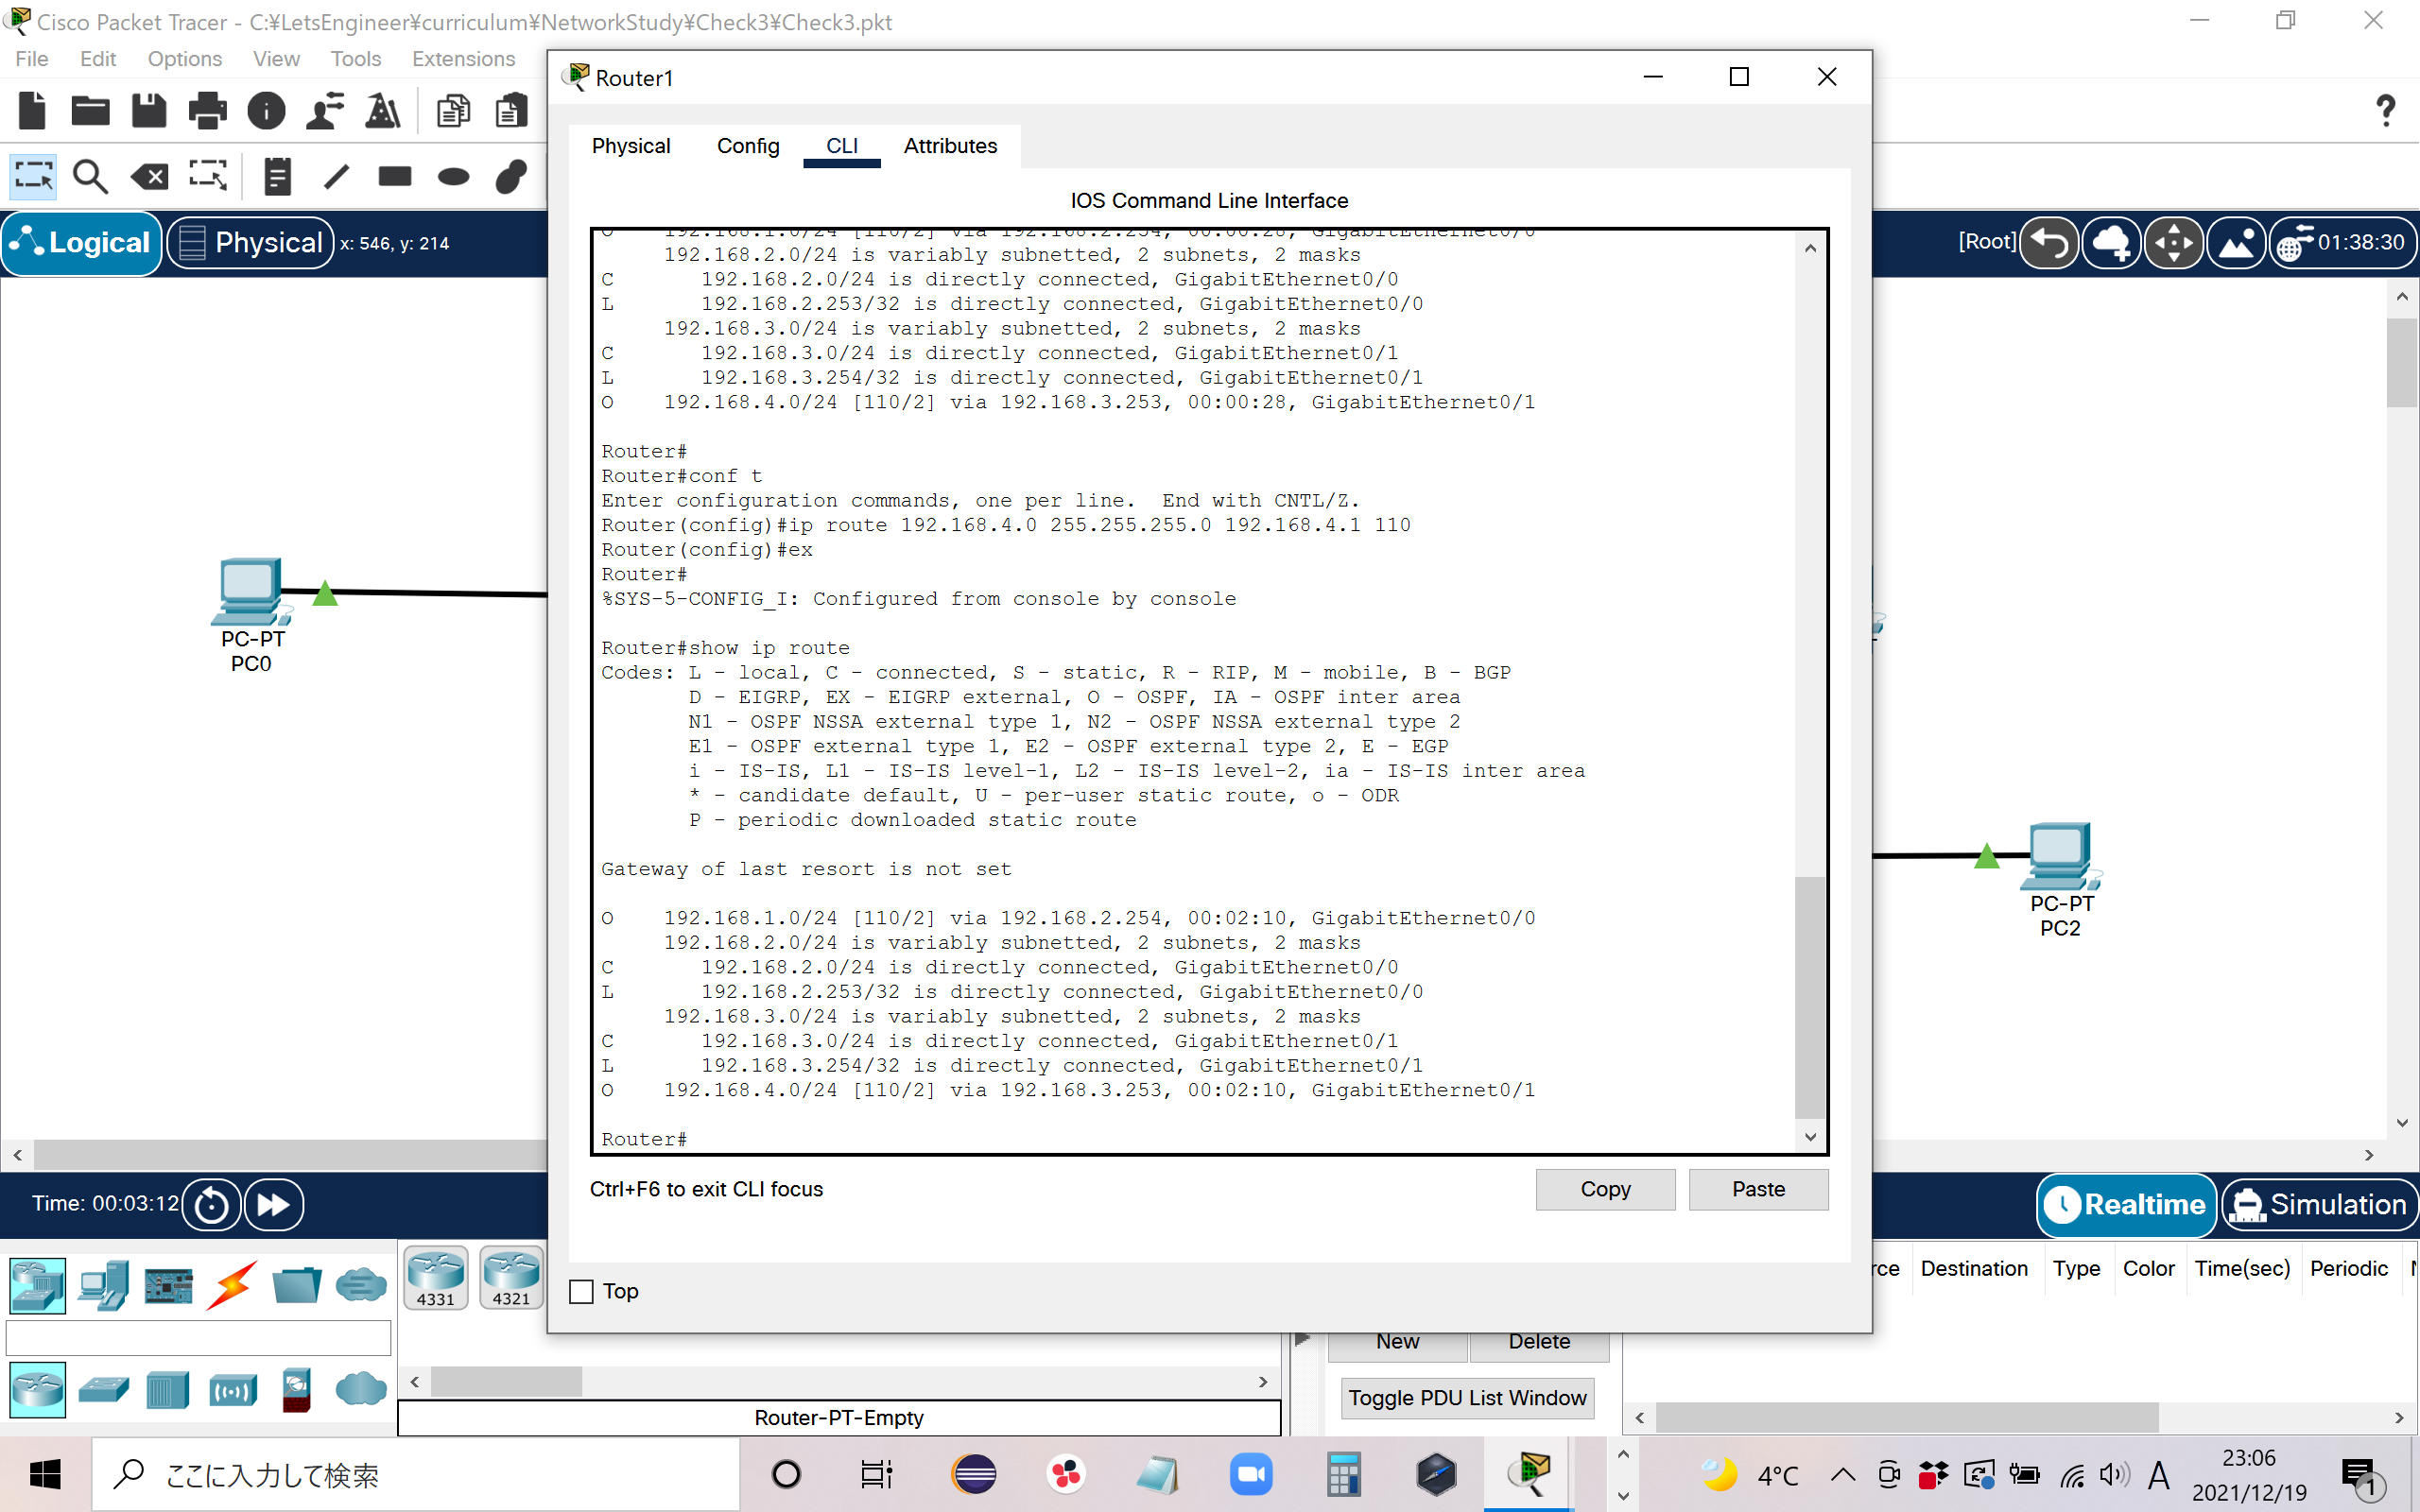 Cisco Packet Tracer - C:¥LetsEngineer¥curriculum¥NetworkStudy¥Check3¥Check3.pkt
File Edit Options View Tools Extensions
Router1
Physical Config CLI Attributes
IOS Command Line Interface
Logical Physical x: 546, y: 214
[Root] 01:38:30
O 192.168.1.0/24 [110/2] via 192.168.2.254, 00:00:28, GigabitEthernet0/0
192.168.2.0/24 is variably subnetted, 2 subnets, 2 masks
C 192.168.2.0/24 is directly connected, GigabitEthernet0/0
L 192.168.2.253/32 is directly connected, GigabitEthernet0/0
192.168.3.0/24 is variably subnetted, 2 subnets, 2 masks
C 192.168.3.0/24 is directly connected, GigabitEthernet0/1
L 192.168.3.254/32 is directly connected, GigabitEthernet0/1
O 192.168.4.0/24 [110/2] via 192.168.3.253, 00:00:28, GigabitEthernet0/1
Router#
Router#conf t
Enter configuration commands, one per line. End with CNTL/Z.
Router(config)#ip route 192.168.4.0 255.255.255.0 192.168.4.1 110
Router(config)#ex
Router#
%SYS-5-CONFIG_I: Configured from console by console
Router#show ip route
Codes: L - local, C - connected, S - static, R - RIP, M - mobile, B - BGP
D - EIGRP, EX - EIGRP external, O - OSPF, IA - OSPF inter area
N1 - OSPF NSSA external type 1, N2 - OSPF NSSA external type 2
E1 - OSPF external type 1, E2 - OSPF external type 2, E - EGP
i - IS-IS, L1 - IS-IS level-1, L2 - IS-IS level-2, ia - IS-IS inter area
* - candidate default, U - per-user static route, o - ODR
P - periodic downloaded static route
Gateway of last resort is not set
O 192.168.1.0/24 [110/2] via 192.168.2.254, 00:02:10, GigabitEthernet0/0
192.168.2.0/24 is variably subnetted, 2 subnets, 2 masks
C 192.168.2.0/24 is directly connected, GigabitEthernet0/0
L 192.168.2.253/32 is directly connected, GigabitEthernet0/0
192.168.3.0/24 is variably subnetted, 2 subnets, 2 masks
C 192.168.3.0/24 is directly connected, GigabitEthernet0/1
L 192.168.3.254/32 is directly connected, GigabitEthernet0/1
O 192.168.4.0/24 [110/2] via 192.168.3.253, 00:02:10, GigabitEthernet0/1
Router#
PC-PT
PC0
PC-PT
PC2
Ctrl+F6 to exit CLI focus
Copy Paste
Top
Time: 00:03:12
Realtime Simulation
4331 4321
Router-PT-Empty
New Delete
Toggle PDU List Window
Destination Type Color Time(sec) Periodic
ここに入力して検索
4°C
A
23:06
2021/12/19
1